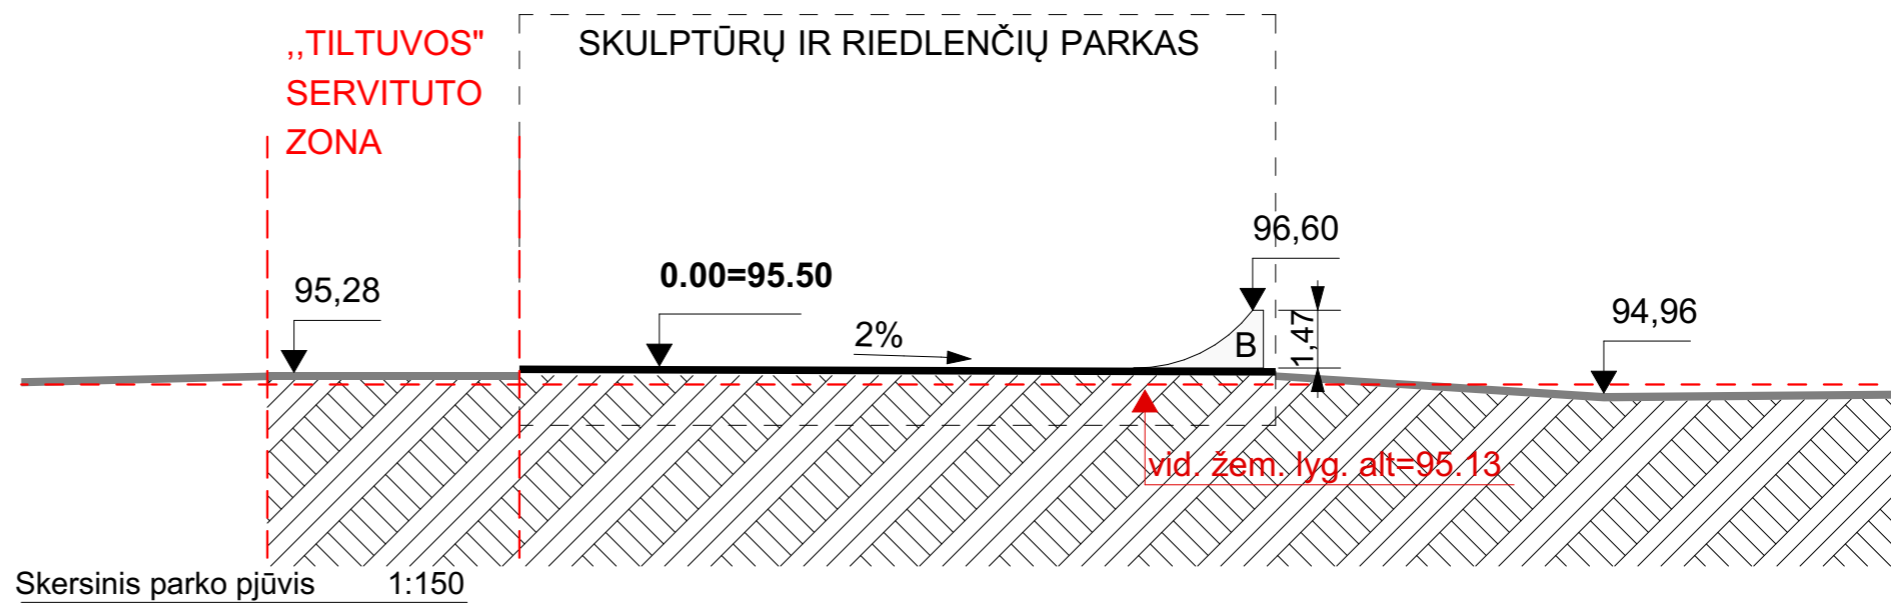 ,,TILTUVOS"
SERVITUTO
ZONA
SKULPTŪRŲ IR RIEDLENČIŲ PARKAS
96,60
95,28
0.00=95.50
2%
B
1,47
94,96
vid. žem. lyg. alt=95.13
Skersinis parko pjūvis 1:150